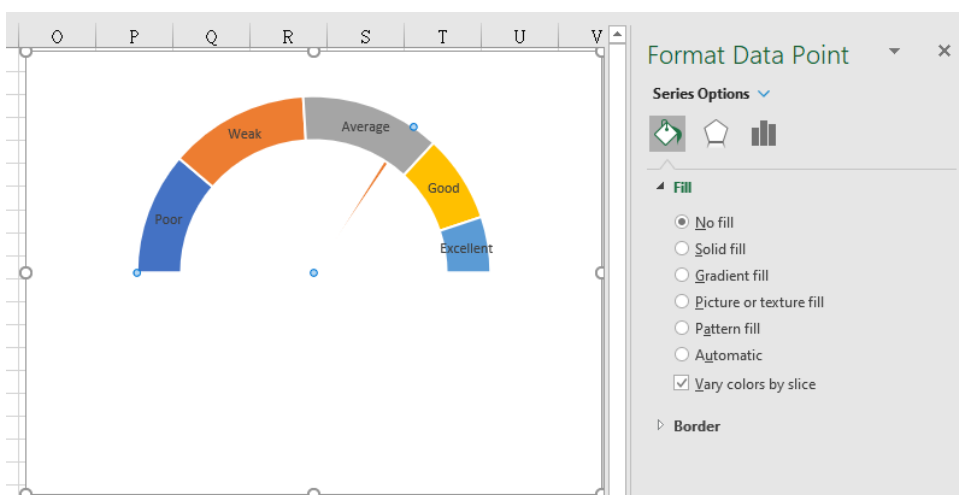 O P Q R S T U V
Weak
Average
Good
Poor
Excellent
Format Data Point
Series Options
Fill
No fill
Solid fill
Gradient fill
Picture or texture fill
Pattern fill
Automatic
Vary colors by slice
Border